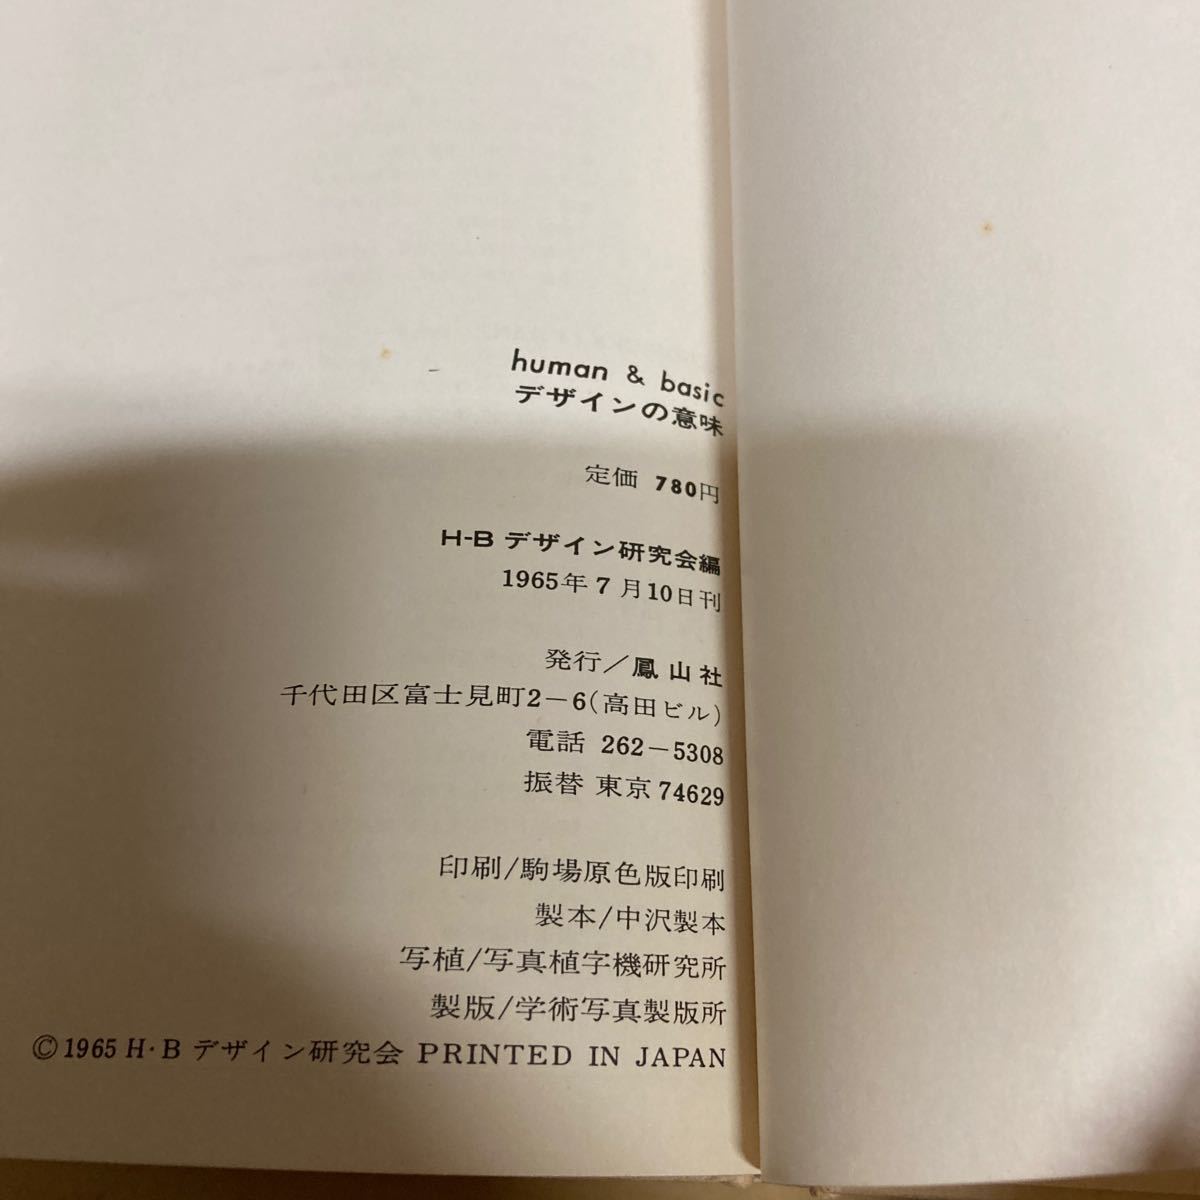 human & basic
デザインの意味
定価 780円
H-B デザイン研究会編
1965年7月10日刊
発行/鳳山社
千代田区富士見町2-6(高田ビル)
電話 262-5308
振替 東京 74629
印刷/駒場原色版印刷
製本/中沢製本
写植/写真植字機研究所
製版/学術写真製版所
©1965 H・B デザイン研究会 PRINTED IN JAPAN